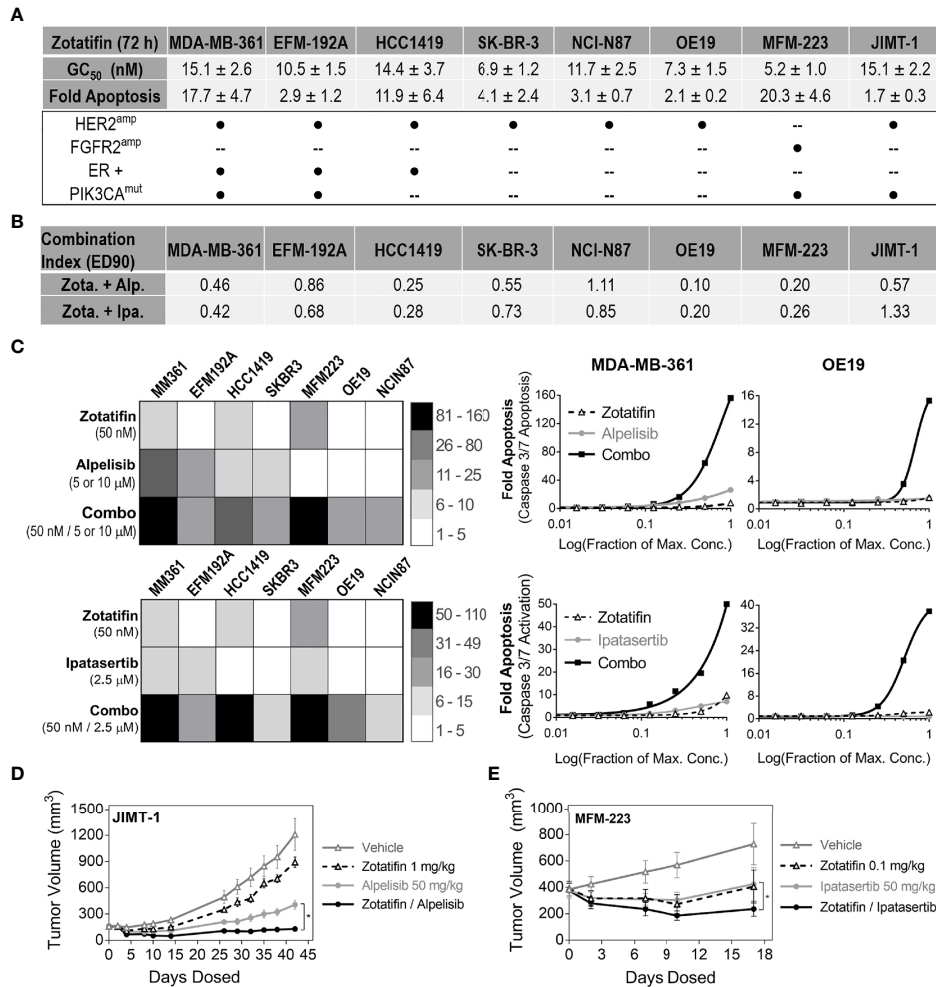 A
Zotatifin (72 h) MDA-MB-361 EFM-192A HCC1419 SK-BR-3 NCI-N87 OE19 MFM-223 JIMT-1
GC50 (nM) 15.1 ± 2.6 10.5 ± 1.5 14.4 ± 3.7 6.9 ± 1.2 11.7 ± 2.5 7.3 ± 1.5 5.2 ± 1.0 15.1 ± 2.2
Fold Apoptosis 17.7 ± 4.7 2.9 ± 1.2 11.9 ± 6.4 4.1 ± 2.4 3.1 ± 0.7 2.1 ± 0.2 20.3 ± 4.6 1.7 ± 0.3
HER2amp ● ● ● ● ● ● -- ●
FGFR2amp -- -- -- -- -- -- ● --
ER + ● ● ● -- -- -- -- --
PIK3CAmut ● ● -- -- -- -- ● ●
B
Combination Index (ED90) MDA-MB-361 EFM-192A HCC1419 SK-BR-3 NCI-N87 OE19 MFM-223 JIMT-1
Zota. + Alp. 0.46 0.86 0.25 0.55 1.11 0.10 0.20 0.57
Zota. + Ipa. 0.42 0.68 0.28 0.73 0.85 0.20 0.26 1.33
C
MM361 EFM192A HCC1419 SKBR3 MFM223 OE19 NCIN87
Zotatifin
(50 nM)
Alpelisib
(5 or 10 µM)
Combo
(50 nM / 5 or 10 µM)
81 - 160
26 - 80
11 - 25
6 - 10
1 - 5
MDA-MB-361
Fold Apoptosis
(Caspase 3/7 Apoptosis)
160
120
80
40
0
Zotatifin
Alpelisib
Combo
0.01 0.1 1
Log(Fraction of Max. Conc.)
OE19
16
12
8
4
0
0.01 0.1 1
Log(Fraction of Max. Conc.)
MM361 EFM192A HCC1419 SKBR3 MFM223 OE19 NCIN87
Zotatifin
(50 nM)
Ipatasertib
(2.5 µM)
Combo
(50 nM / 2.5 µM)
50 - 110
31 - 49
16 - 30
6 - 15
1 - 5
Fold Apoptosis
(Caspase 3/7 Activation)
50
40
30
20
10
0
Zotatifin
Ipatasertib
Combo
0.01 0.1 1
Log(Fraction of Max. Conc.)
40
32
24
16
8
0
0.01 0.1 1
Log(Fraction of Max. Conc.)
D
Tumor Volume (mm3)
1500
1200
900
600
300
0
JIMT-1
0 5 10 15 20 25 30 35 40 45
Days Dosed
*
Vehicle
Zotatifin 1 mg/kg
Alpelisib 50 mg/kg
Zotatifin / Alpelisib
E
Tumor Volume (mm3)
1000
800
600
400
200
0
MFM-223
0 3 6 9 12 15 18
Days Dosed
*
Vehicle
Zotatifin 0.1 mg/kg
Ipatasertib 50 mg/kg
Zotatifin / Ipatasertib